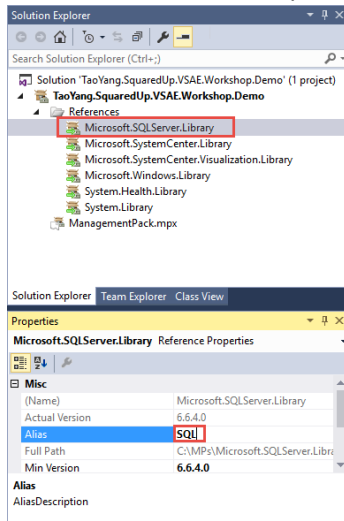 Solution Explorer
Search Solution Explorer (Ctrl+;)
Solution 'TaoYang.SquaredUp.VSAE.Workshop.Demo' (1 project)
TaoYang.SquaredUp.VSAE.Workshop.Demo
References
Microsoft.SQLServer.Library
Microsoft.SystemCenter.Library
Microsoft.SystemCenter.Visualization.Library
Microsoft.Windows.Library
System.Health.Library
System.Library
ManagementPack.mpx
Solution Explorer Team Explorer Class View
Properties
Microsoft.SQLServer.Library Reference Properties
Misc
(Name) Microsoft.SQLServer.Library
Actual Version 6.6.4.0
Alias SQL
Full Path C:\MPs\Microsoft.SQLServer.Libra
Min Version 6.6.4.0
Alias
AliasDescription